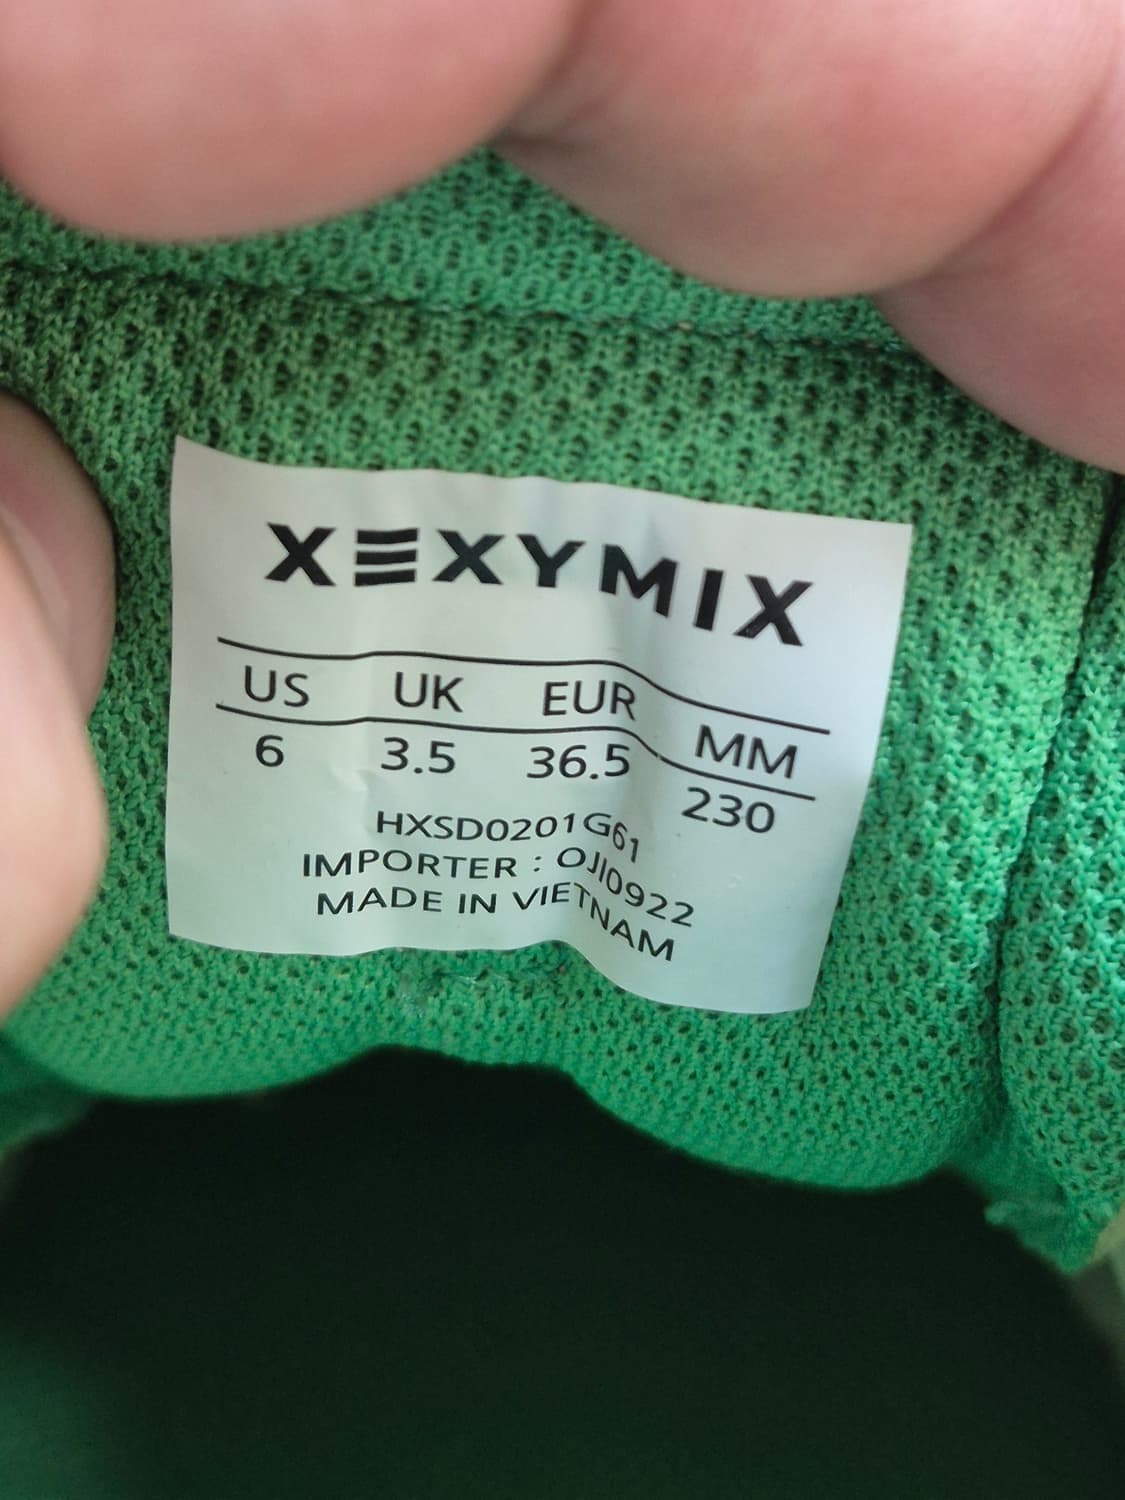 XEXYMIX
US UK EUR MM
6 3.5 36.5 230
HXSD0201G61
IMPORTER : OJI0922
MADE IN VIETNAM